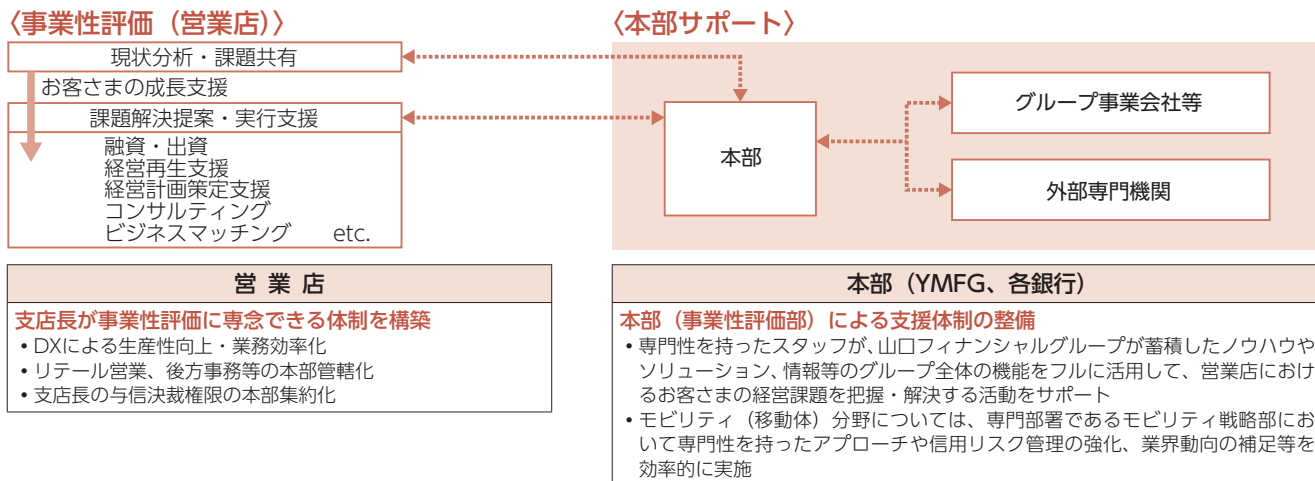 〈事業性評価（営業店）〉
現状分析・課題共有
お客さまの成長支援
課題解決提案・実行支援
融資・出資
経営再生支援
経営計画策定支援
コンサルティング
ビジネスマッチング etc.
〈本部サポート〉
本部
グループ事業会社等
外部専門機関
営業店
支店長が事業性評価に専念できる体制を構築
•DXによる生産性向上・業務効率化
•リテール営業、後方事務等の本部管轄化
•支店長の与信決裁権限の本部集約化
本部（YMFG、各銀行）
本部（事業性評価部）による支援体制の整備
•専門性を持ったスタッフが、山口フィナンシャルグループが蓄積したノウハウや
ソリューション、情報等のグループ全体の機能をフルに活用して、営業店におけ
るお客さまの経営課題を把握・解決する活動をサポート
•モビリティ（移動体）分野については、専門部署であるモビリティ戦略部にお
いて専門性を持ったアプローチや信用リスク管理の強化、業界動向の補足等を
効率的に実施